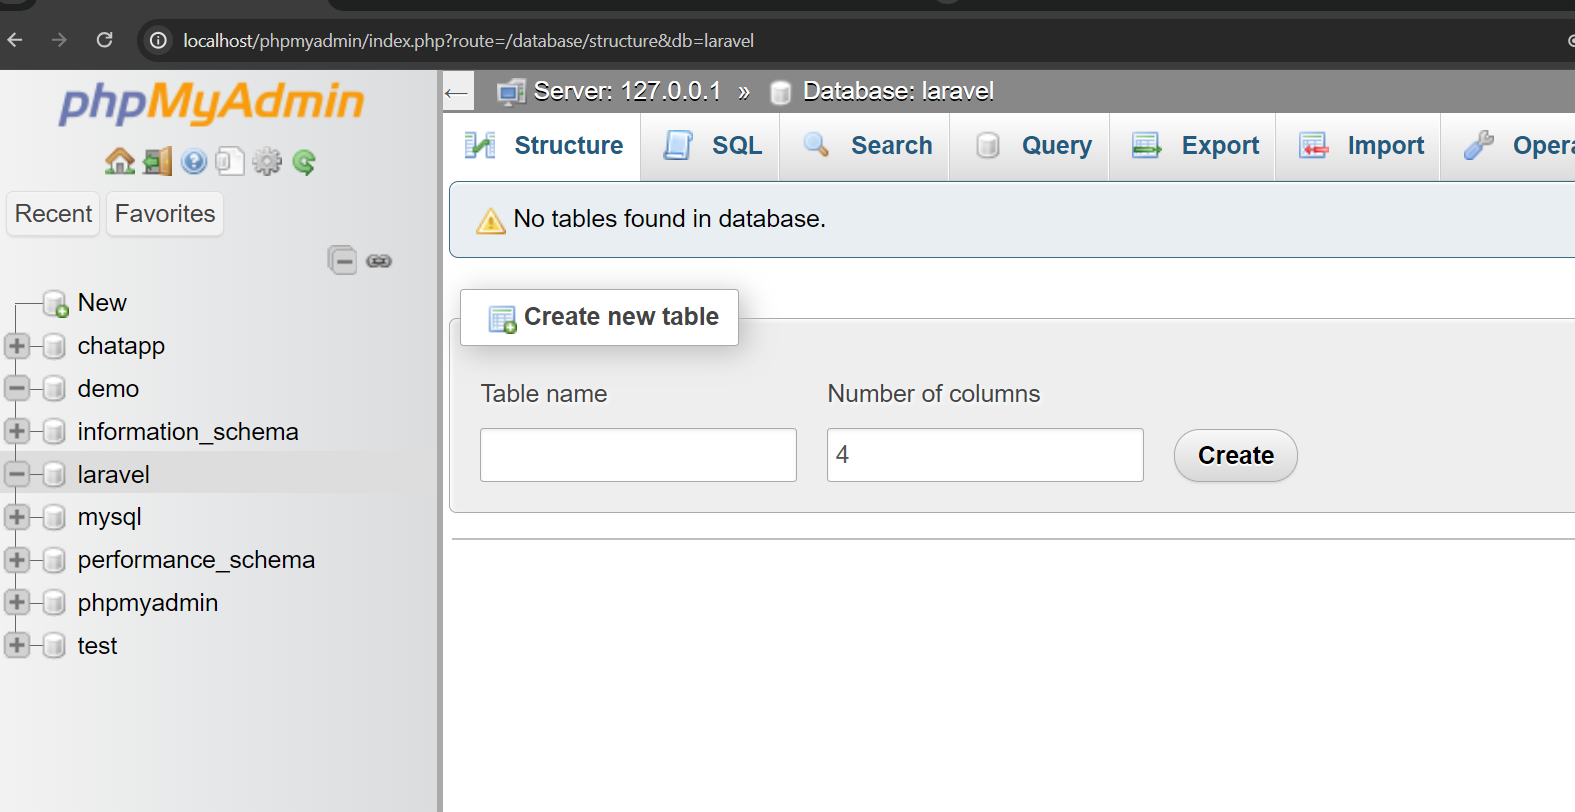 localhost/phpmyadmin/index.php?route=/database/structure&db=laravel
phpMyAdmin
Recent Favorites
New
chatapp
demo
information_schema
laravel
mysql
performance_schema
phpmyadmin
test
Server: 127.0.0.1 » Database: laravel
Structure SQL Search Query Export Import Opera
No tables found in database.
Create new table
Table name Number of columns
4 Create